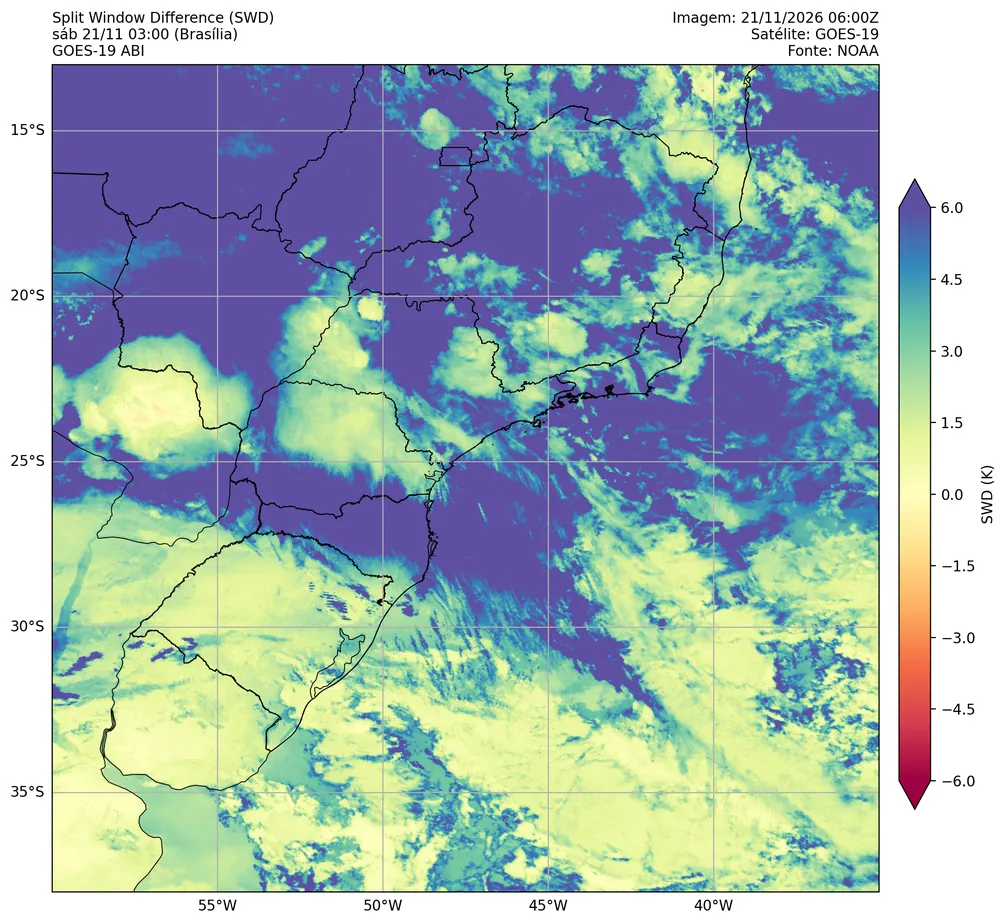 Split Window Difference (SWD)
sáb 21/11 03:00 (Brasília)
GOES-19 ABI
Imagem: 21/11/2026 06:00Z
Satélite: GOES-19
Fonte: NOAA
15°S
20°S
25°S
30°S
35°S
55°W
50°W
45°W
40°W
6.0
4.5
3.0
1.5
0.0
−1.5
−3.0
−4.5
−6.0
SWD (K)